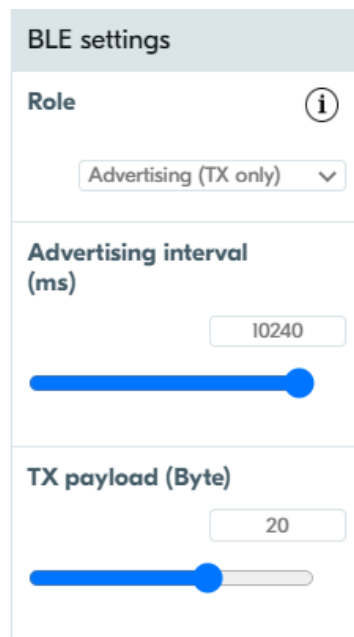 BLE settings
Role
i
Advertising (TX only)
Advertising interval
(ms)
10240
TX payload (Byte)
20